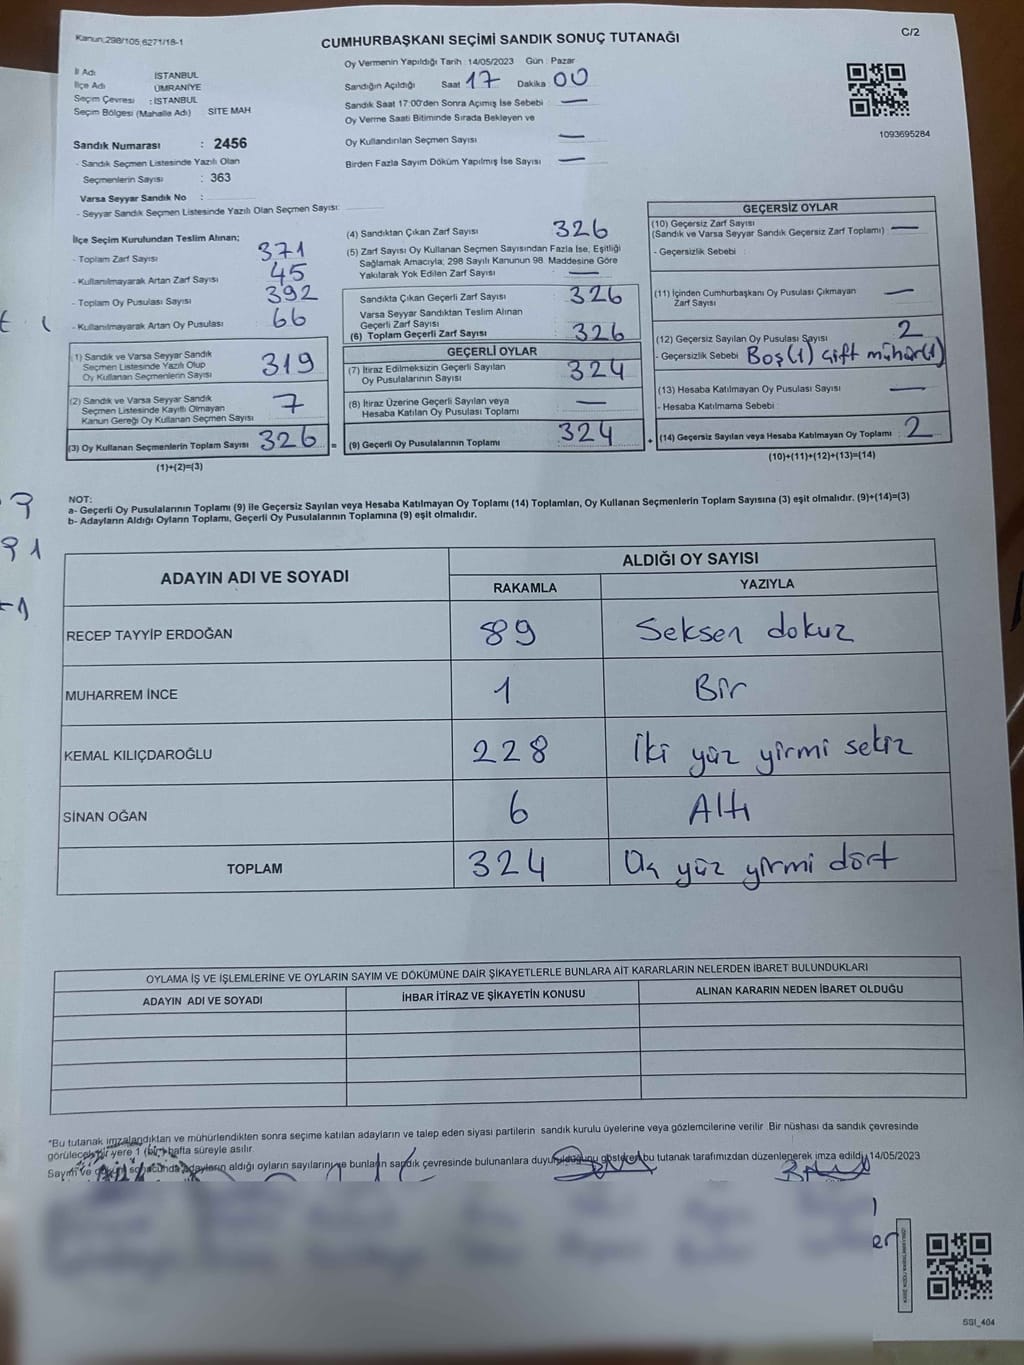 Kanun;298/105,6271/18-1
C/2
CUMHURBAŞKANI SEÇİMİ SANDIK SONUÇ TUTANAĞI
İl Adı İSTANBUL
İlçe Adı ÜMRANİYE
Seçim Çevresi : İSTANBUL
Seçim Bölgesi (Mahalle Adı) SİTE MAH
Sandık Numarası : 2456
- Sandık Seçmen Listesinde Yazılı Olan
Seçmenlerin Sayısı : 363
Varsa Seyyar Sandık No :
- Seyyar Sandık Seçmen Listesinde Yazılı Olan Seçmen Sayısı:
Oy Vermenin Yapıldığı Tarih : 14/05/2023 Gün : Pazar
Sandığın Açıldığı Saat 17 Dakika 00
Sandık Saat 17:00'den Sonra Açımış İse Sebebi —
Oy Verme Saati Bitiminde Sırada Bekleyen ve
Oy Kullandırılan Seçmen Sayısı —
Birden Fazla Sayım Döküm Yapılmış İse Sayısı —
1093695284
İlçe Seçim Kurulundan Teslim Alınan;
- Toplam Zarf Sayısı 371
- Kullanılmayarak Artan Zarf Sayısı 45
- Toplam Oy Pusulası Sayısı 392
- Kullanılmayarak Artan Oy Pusulası 66
(1) Sandık ve Varsa Seyyar Sandık
Seçmen Listesinde Yazılı Olup
Oy Kullanan Seçmenlerin Sayısı 319
(2) Sandık ve Varsa Seyyar Sandık
Seçmen Listesinde Kayıtlı Olmayan
Kanun Gereği Oy Kullanan Seçmen Sayısı 7
(3) Oy Kullanan Seçmenlerin Toplam Sayısı 326 =
(1)+(2)=(3)
(4) Sandıktan Çıkan Zarf Sayısı 326
(5) Zarf Sayısı Oy Kullanan Seçmen Sayısından Fazla İse, Eşitliği
Sağlamak Amacıyla; 298 Sayılı Kanunun 98. Maddesine Göre
Yakılarak Yok Edilen Zarf Sayısı —
Sandıkta Çıkan Geçerli Zarf Sayısı 326
Varsa Seyyar Sandıktan Teslim Alınan
Geçerli Zarf Sayısı
(6) Toplam Geçerli Zarf Sayısı 326
GEÇERLİ OYLAR
(7) İtiraz Edilmeksizin Geçerli Sayılan
Oy Pusulalarının Sayısı 324
(8) İtiraz Üzerine Geçerli Sayılan veya
Hesaba Katılan Oy Pusulası Toplamı —
(9) Geçerli Oy Pusulalarının Toplamı 324 +
GEÇERSİZ OYLAR
(10) Geçersiz Zarf Sayısı
(Sandık ve Varsa Seyyar Sandık Geçersiz Zarf Toplamı) —
- Geçersizlik Sebebi :
(11) İçinden Cumhurbaşkanı Oy Pusulası Çıkmayan
Zarf Sayısı —
(12) Geçersiz Sayılan Oy Pusulası Sayısı 2
- Geçersizlik Sebebi Boş(1) Çift mühür(1)
(13) Hesaba Katılmayan Oy Pusulası Sayısı —
- Hesaba Katılmama Sebebi
(14) Geçersiz Sayılan veya Hesaba Katılmayan Oy Toplamı 2
(10)+(11)+(12)+(13)=(14)
NOT:
a- Geçerli Oy Pusulalarının Toplamı (9) ile Geçersiz Sayılan veya Hesaba Katılmayan Oy Toplamı (14) Toplamları, Oy Kullanan Seçmenlerin Toplam Sayısına (3) eşit olmalıdır. (9)+(14)=(3)
b- Adayların Aldığı Oyların Toplamı, Geçerli Oy Pusulalarının Toplamına (9) eşit olmalıdır.
ADAYIN ADI VE SOYADI ALDIĞI OY SAYISI
RAKAMLA YAZIYLA
RECEP TAYYİP ERDOĞAN 89 Seksen dokuz
MUHARREM İNCE 1 Bir
KEMAL KILIÇDAROĞLU 228 İki yüz yirmi sekiz
SİNAN OĞAN 6 Altı
TOPLAM 324 Üç yüz yirmi dört
OYLAMA İŞ VE İŞLEMLERİNE VE OYLARIN SAYIM VE DÖKÜMÜNE DAİR ŞİKAYETLERLE BUNLARA AİT KARARLARIN NELERDEN İBARET BULUNDUKLARI
ADAYIN ADI VE SOYADI İHBAR İTİRAZ VE ŞİKAYETİN KONUSU ALINAN KARARIN NEDEN İBARET OLDUĞU
*Bu tutanak imzalandıktan ve mühürlendikten sonra seçime katılan adayların ve talep eden siyasi partilerin sandık kurulu üyelerine veya gözlemcilerine verilir. Bir nüshası da sandık çevresinde
görülecek bir yere 1 (bir) hafta süreyle asılır.
Sayım ve sonucunda adayların aldığı oyların sayılarını ve bunların sandık çevresinde bulunanlara duyurulduğunu gösteren bu tutanak tarafımızdan düzenlenerek imza edildi. 14/05/2023
SSI_404